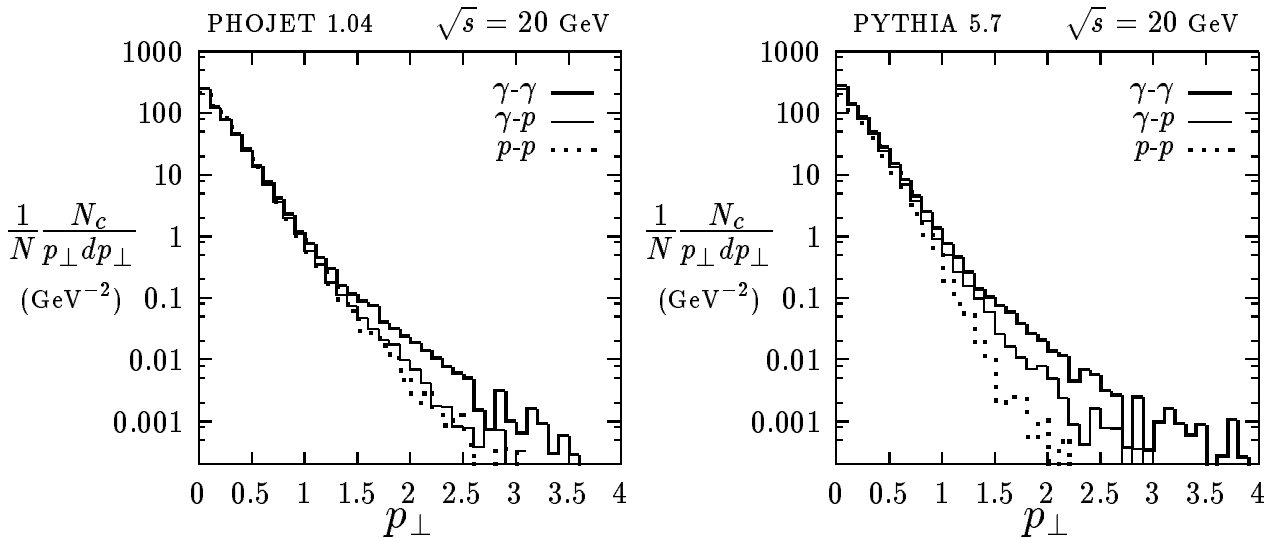 PHOJET 1.04 √s = 20 GeV
1000
100
10
1
0.1
0.01
0.001
γ-γ
γ-p
p-p
1/N N_c/p⊥dp⊥
(GeV⁻²)
0 0.5 1 1.5 2 2.5 3 3.5 4
p⊥
PYTHIA 5.7 √s = 20 GeV
1000
100
10
1
0.1
0.01
0.001
γ-γ
γ-p
p-p
1/N N_c/p⊥dp⊥
(GeV⁻²)
0 0.5 1 1.5 2 2.5 3 3.5 4
p⊥